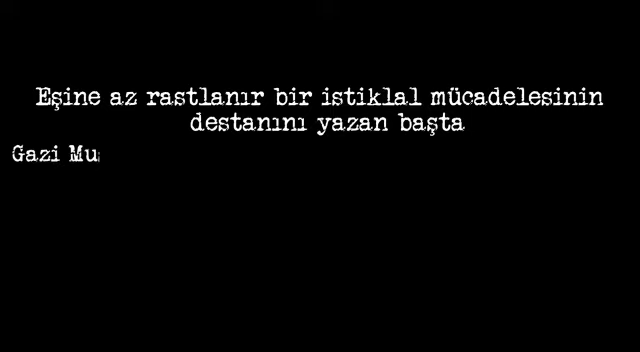 Eşine az rastlanır bir istiklal mücadelesinin
destanını yazan başta
Gazi Mu